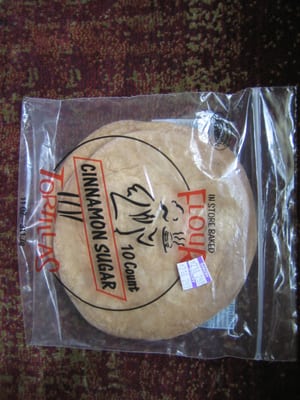 IN STORE BAKED
FLOUR
10 Count
CINNAMON SUGAR
TORTILLAS